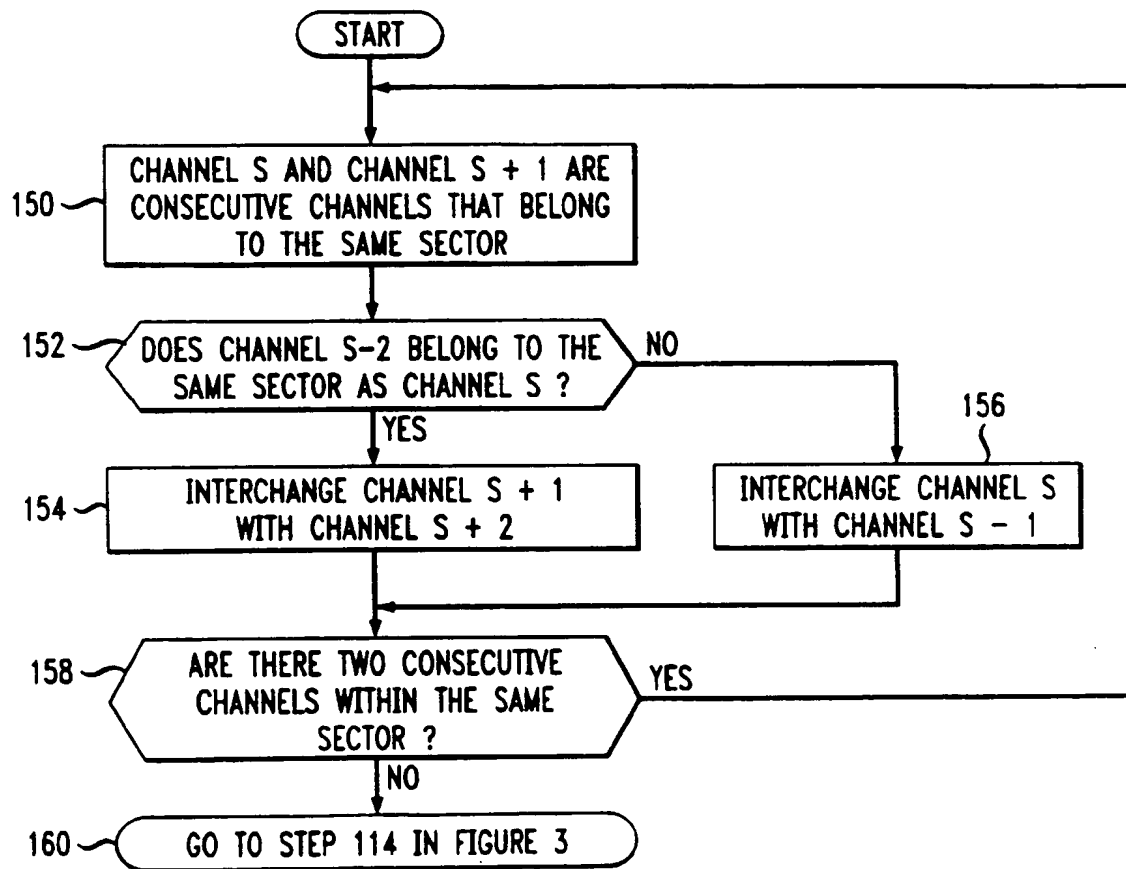 START
150
CHANNEL S AND CHANNEL S + 1 ARE
CONSECUTIVE CHANNELS THAT BELONG
TO THE SAME SECTOR
152
DOES CHANNEL S-2 BELONG TO THE
SAME SECTOR AS CHANNEL S ?
NO
YES
156
154
INTERCHANGE CHANNEL S + 1
WITH CHANNEL S + 2
INTERCHANGE CHANNEL S
WITH CHANNEL S - 1
158
ARE THERE TWO CONSECUTIVE
CHANNELS WITHIN THE SAME
SECTOR ?
YES
NO
160
GO TO STEP 114 IN FIGURE 3